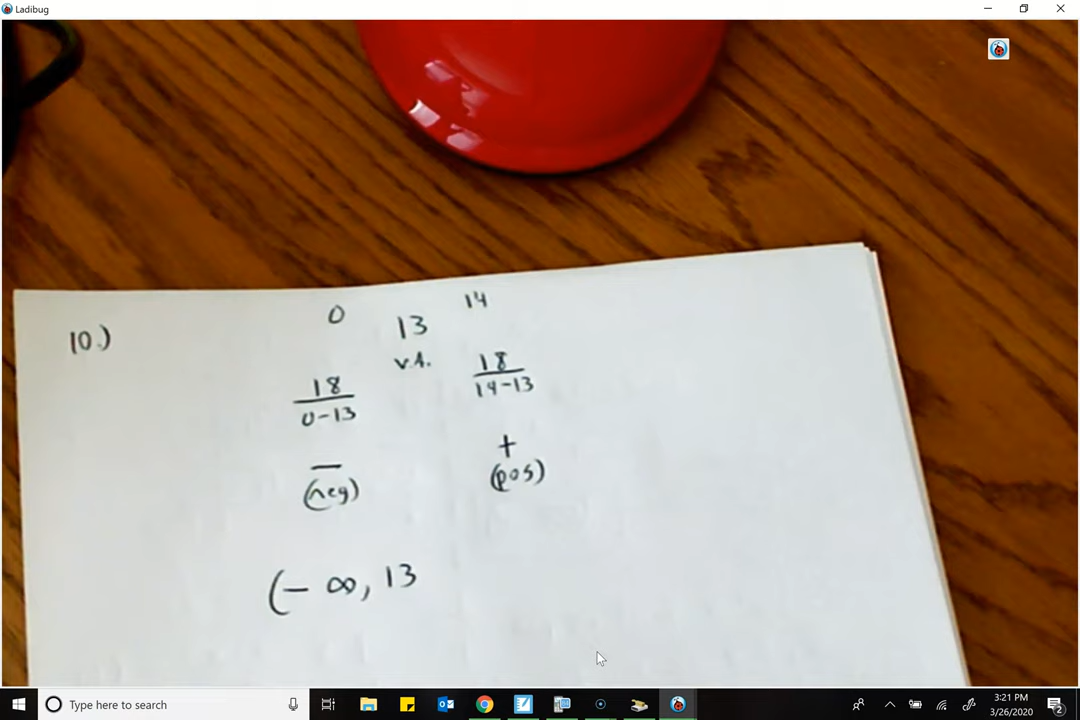 Ladibug
0 14
10.) 13
v.A.
18 18
0-13 14-13
— +
(neg) (pos)
(- ∞, 13
Type here to search
3:21 PM
3/26/2020
2